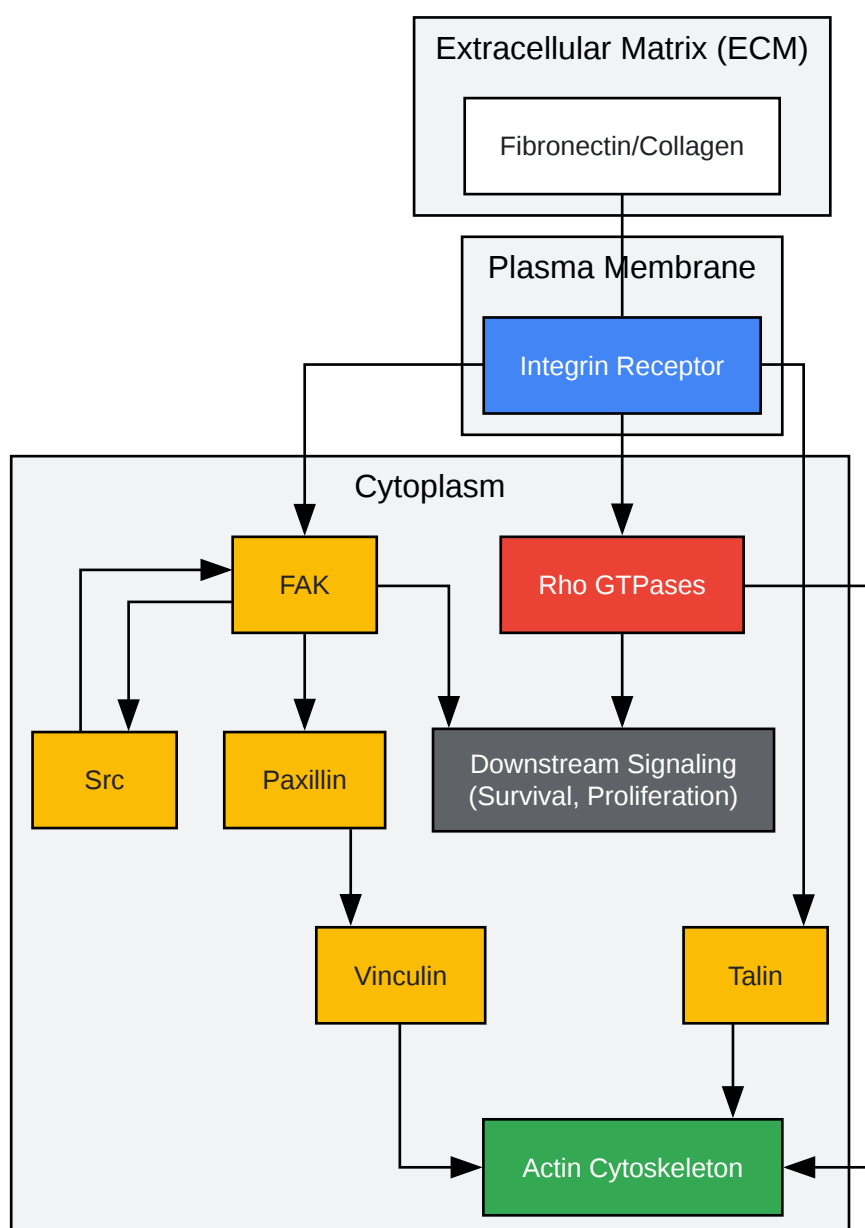 Extracellular Matrix (ECM)
Fibronectin/Collagen
Plasma Membrane
Integrin Receptor
Cytoplasm
FAK
Rho GTPases
Src
Paxillin
Downstream Signaling
(Survival, Proliferation)
Vinculin
Talin
Actin Cytoskeleton